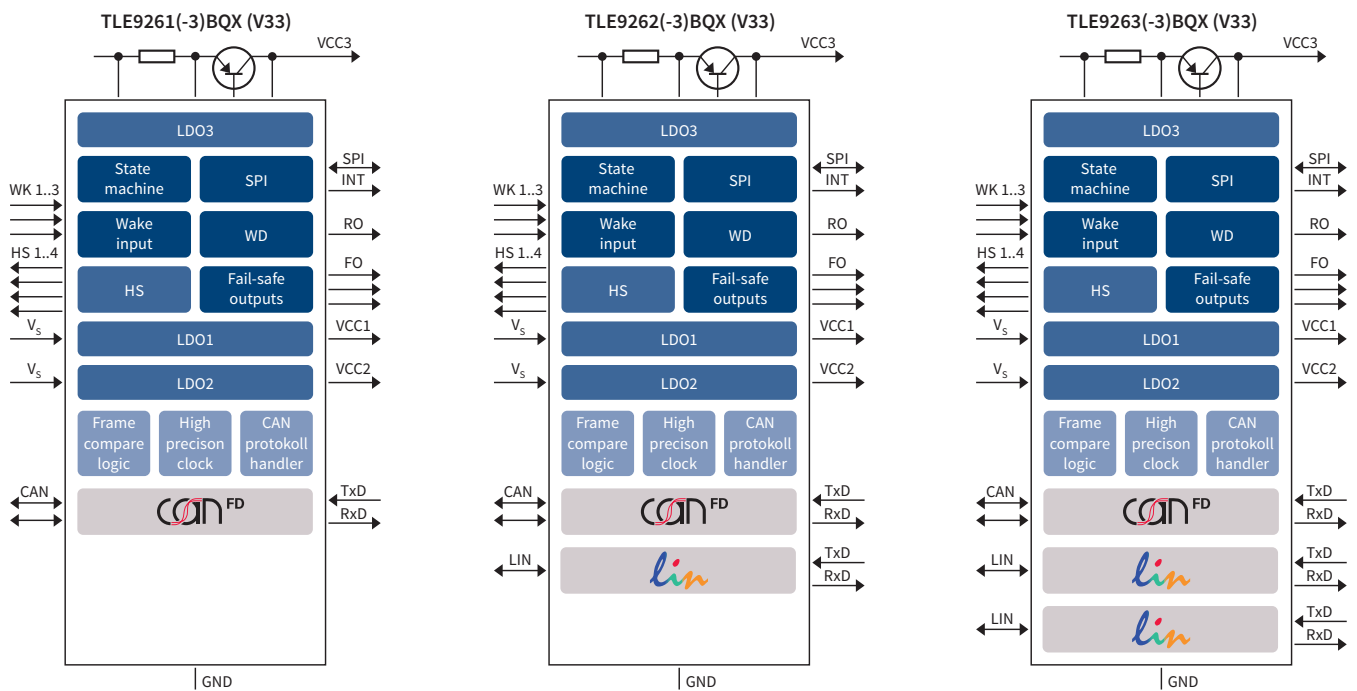 TLE9261(-3)BQX (V33)
VCC3
LDO3
State
machine
SPI
SPI
INT
WK 1..3
Wake
input
WD
RO
HS 1..4
HS
Fail-safe
outputs
FO
VS
LDO1
VCC1
VS
LDO2
VCC2
Frame
compare
logic
High
precison
clock
CAN
protokoll
handler
CAN
CAN FD
TxD
RxD
GND
TLE9262(-3)BQX (V33)
VCC3
LDO3
State
machine
SPI
SPI
INT
WK 1..3
Wake
input
WD
RO
HS 1..4
HS
Fail-safe
outputs
FO
VS
LDO1
VCC1
VS
LDO2
VCC2
Frame
compare
logic
High
precison
clock
CAN
protokoll
handler
CAN
CAN FD
TxD
RxD
LIN
lin
TxD
RxD
GND
TLE9263(-3)BQX (V33)
VCC3
LDO3
State
machine
SPI
SPI
INT
WK 1..3
Wake
input
WD
RO
HS 1..4
HS
Fail-safe
outputs
FO
VS
LDO1
VCC1
VS
LDO2
VCC2
Frame
compare
logic
High
precison
clock
CAN
protokoll
handler
CAN
CAN FD
TxD
RxD
LIN
lin
TxD
RxD
LIN
lin
TxD
RxD
GND